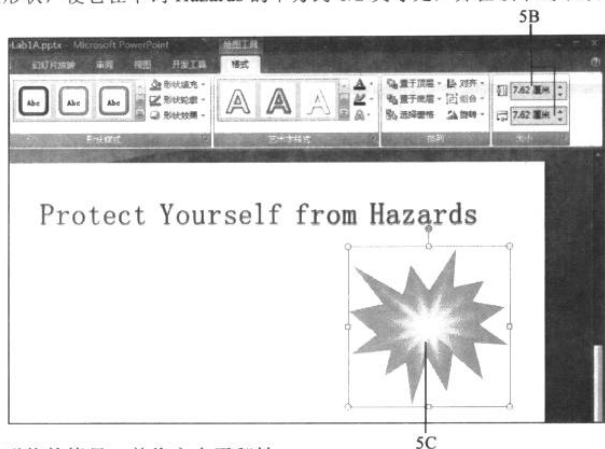 Hazards
5B
Lab1A.pptx - Microsoft PowerPoint
绘图工具
幻灯片放映 审阅 视图 开发工具 格式
Abc Abc Abc
形状填充
形状轮廓
形状效果
A A A
A
A
置于顶层 对齐
置于底层 组合
选择窗格 旋转
7.62 厘米
7.62 厘米
形状样式 艺术字样式 排列 大小
Protect Yourself from Hazards
5C